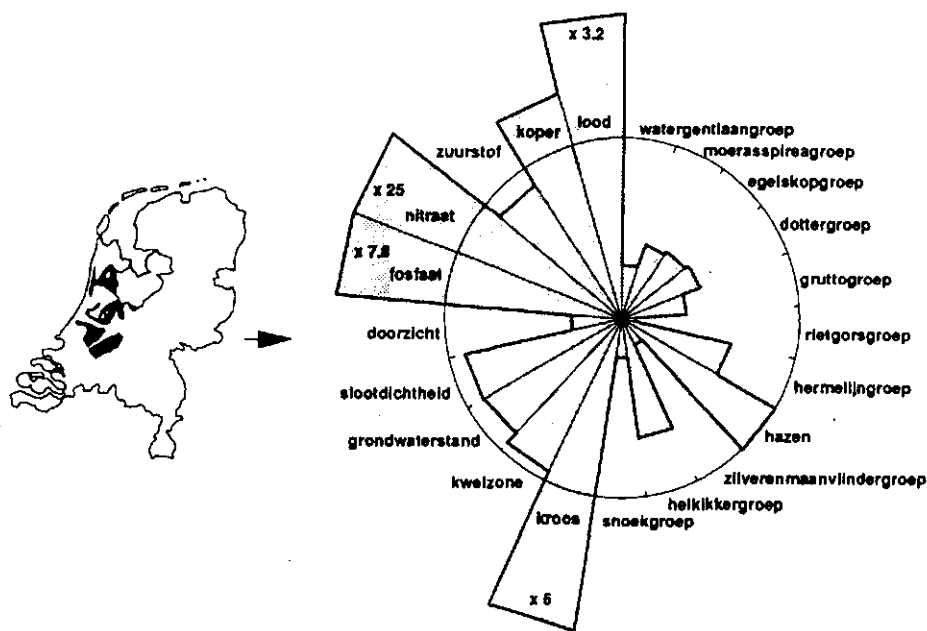 x 3.2
lood
koper
zuurstof
x 25
nitraat
x 7.8
fosfaat
doorzicht
slootdichtheid
grondwaterstand
kwelzone
kroos
x 6
snoekgroep
heikikkergroep
zilverenmaanvlindergroep
hazen
hermelijngroep
rietgorsgroep
gruttogroep
dottergroep
egelskopgroep
moerasspireagroep
watergentiaangroep